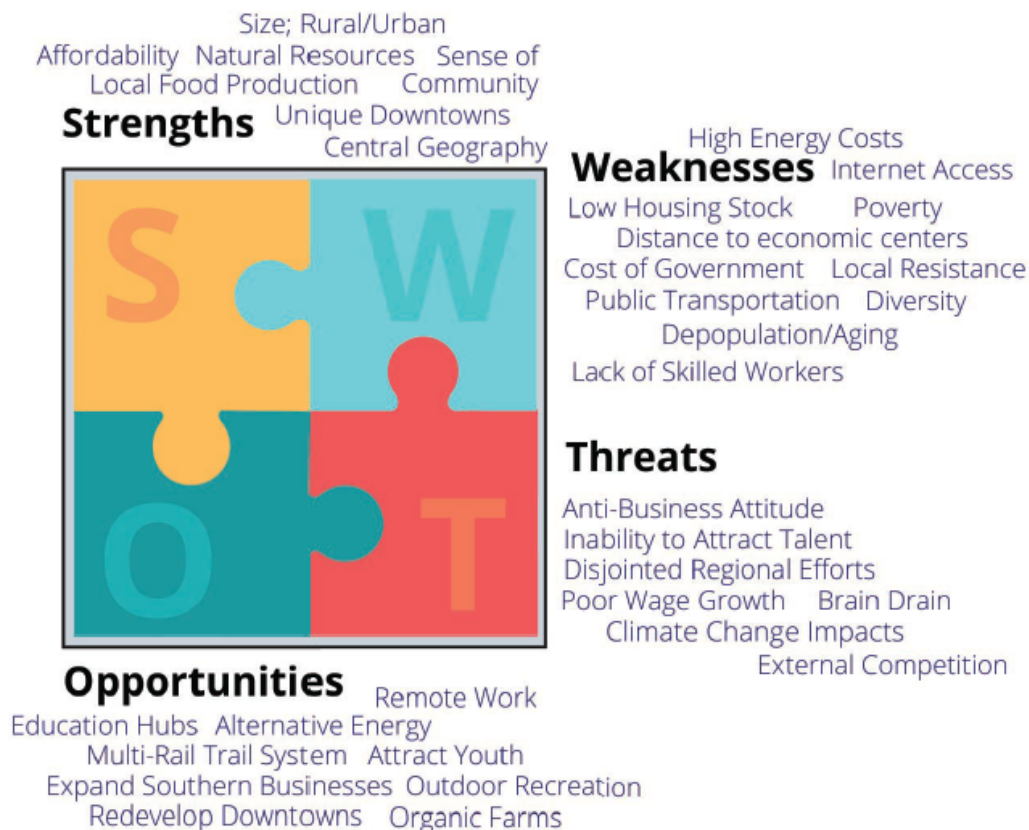 Size; Rural/Urban
Affordability Natural Resources Sense of Community
Local Food Production
Strengths
Unique Downtowns
Central Geography
High Energy Costs
Weaknesses
Internet Access
Low Housing Stock Poverty
Distance to economic centers
Cost of Government Local Resistance
Public Transportation Diversity
Depopulation/Aging
Lack of Skilled Workers
S
W
O
T
Threats
Anti-Business Attitude
Inability to Attract Talent
Disjointed Regional Efforts
Poor Wage Growth Brain Drain
Climate Change Impacts
External Competition
Opportunities
Remote Work
Education Hubs Alternative Energy
Multi-Rail Trail System Attract Youth
Expand Southern Businesses Outdoor Recreation
Redevelop Downtowns Organic Farms